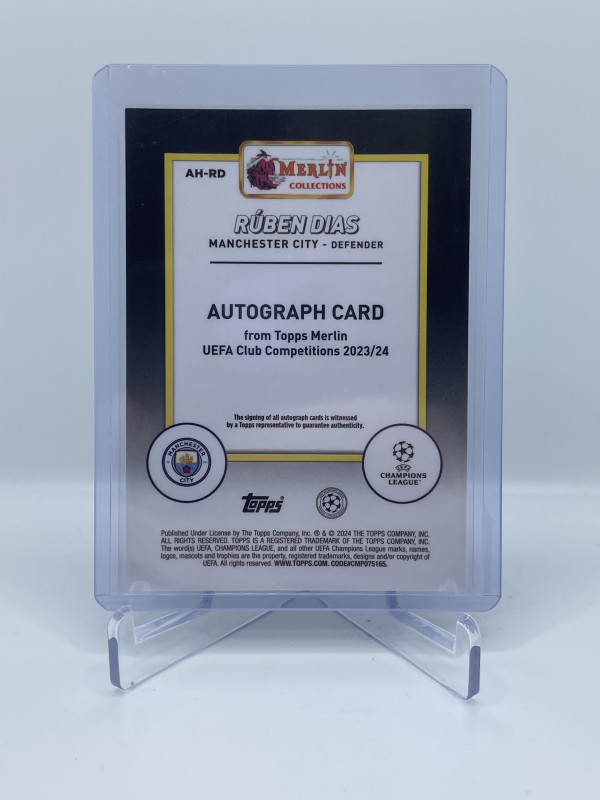 AH-RD
MERLIN
COLLECTIONS
RÚBEN DIAS
MANCHESTER CITY - DEFENDER
AUTOGRAPH CARD
from Topps Merlin
UEFA Club Competitions 2023/24
The signing of all autograph cards is witnessed
by a Topps representative to guarantee authenticity.
MANCHESTER
CITY
UEFA
CHAMPIONS
LEAGUE
Topps
Published Under License by The Topps Company, Inc. ® & © 2024 THE TOPPS COMPANY, INC.
ALL RIGHTS RESERVED. TOPPS IS A REGISTERED TRADEMARK OF THE TOPPS COMPANY, INC.
The word(s) UEFA, CHAMPIONS LEAGUE, and all other UEFA Champions League marks, names,
logos, mascots and trophies are the property, registered trademarks, designs and/or copyright of
UEFA. All rights reserved. WWW.TOPPS.COM. CODE#CMP075165.